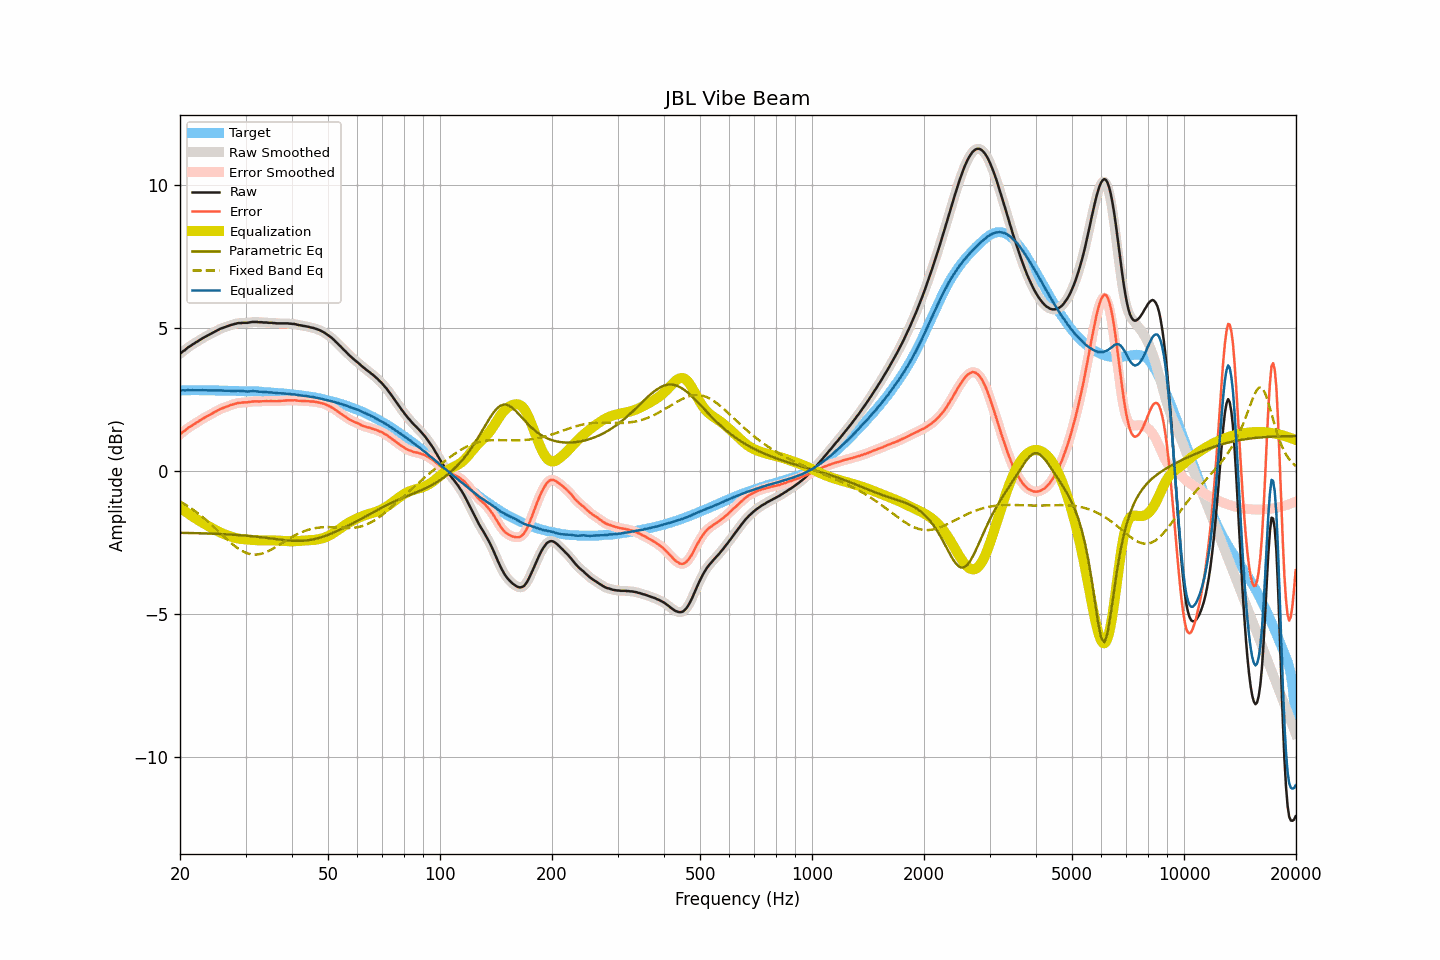 JBL Vibe Beam
Target
Raw Smoothed
Error Smoothed
Raw
Error
Equalization
Parametric Eq
Fixed Band Eq
Equalized
10
5
0
−5
−10
Amplitude (dBr)
20 50 100 200 500 1000 2000 5000 10000 20000
Frequency (Hz)